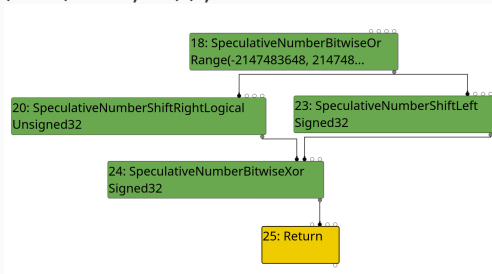 18: SpeculativeNumberBitwiseOr
Range(-2147483648, 214748...
20: SpeculativeNumberShiftRightLogical
Unsigned32
23: SpeculativeNumberShiftLeft
Signed32
24: SpeculativeNumberBitwiseXor
Signed32
25: Return